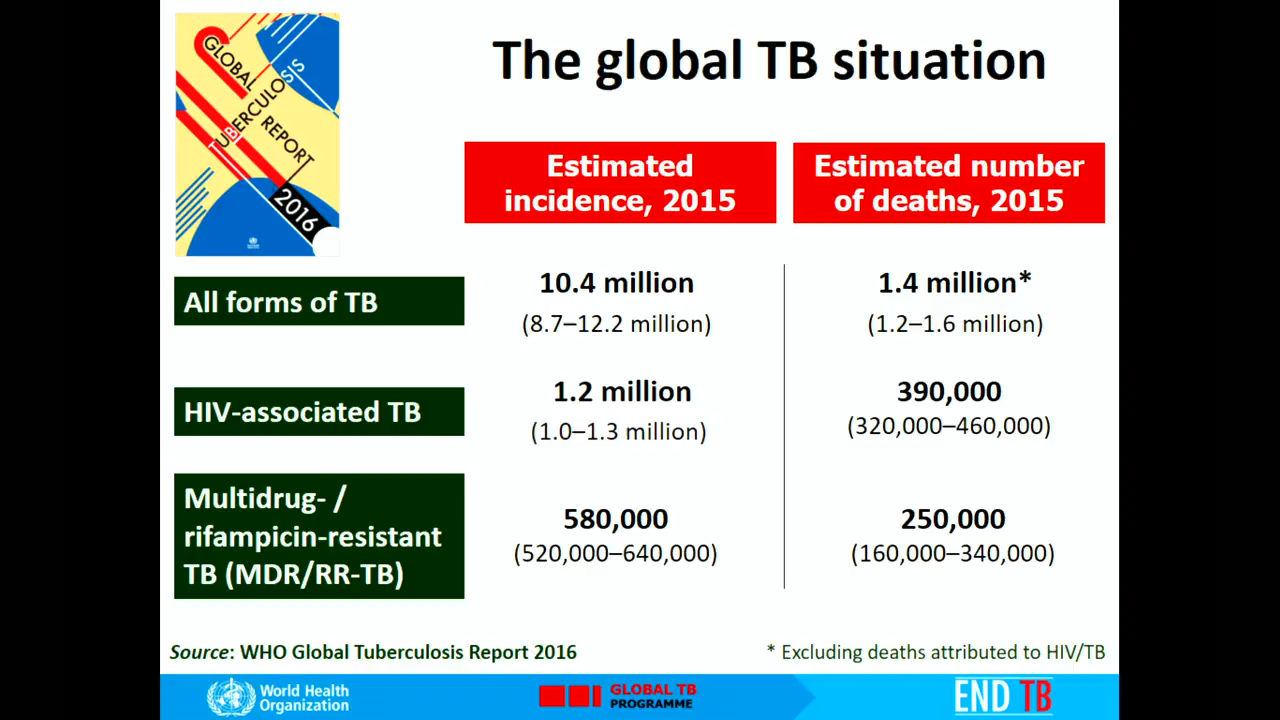 GLOBAL
TUBERCULOSIS
REPORT
2016
The global TB situation
Estimated
incidence, 2015
Estimated number
of deaths, 2015
All forms of TB
10.4 million
(8.7–12.2 million)
1.4 million*
(1.2–1.6 million)
HIV-associated TB
1.2 million
(1.0–1.3 million)
390,000
(320,000–460,000)
Multidrug- /
rifampicin-resistant
TB (MDR/RR-TB)
580,000
(520,000–640,000)
250,000
(160,000–340,000)
Source: WHO Global Tuberculosis Report 2016
* Excluding deaths attributed to HIV/TB
World Health
Organization
GLOBAL TB
PROGRAMME
END TB